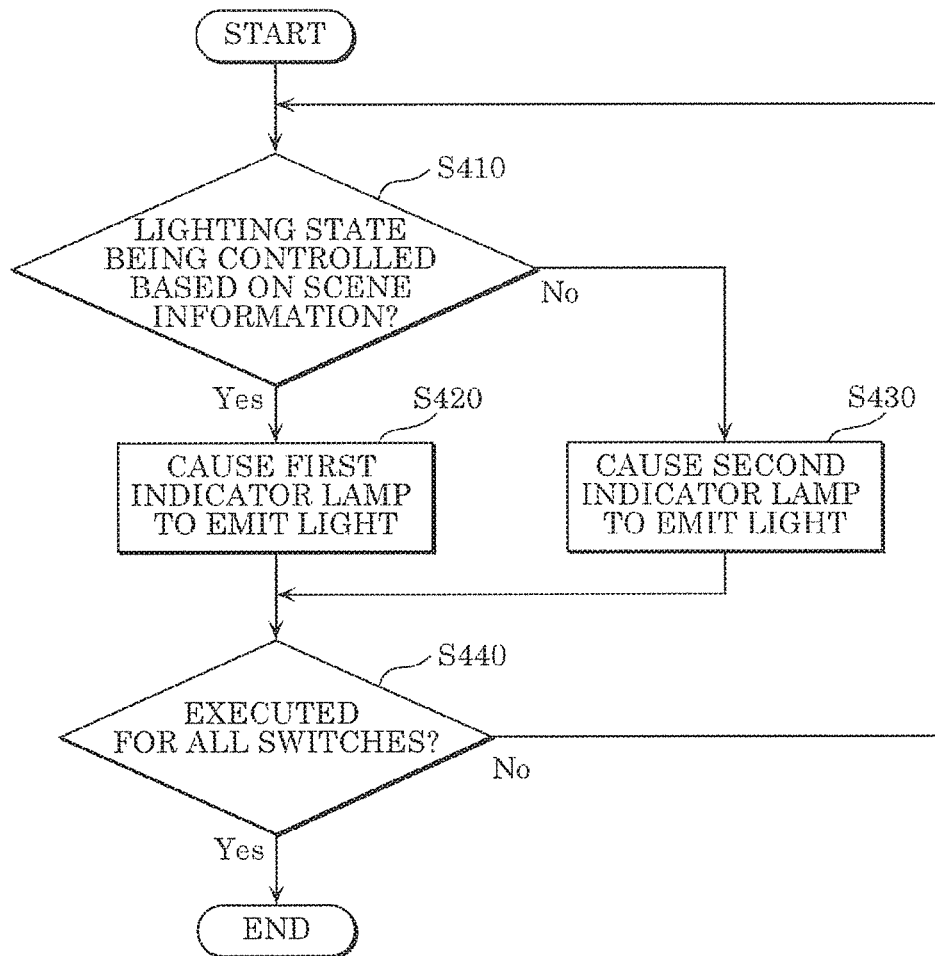 START
S410
LIGHTING STATE
BEING CONTROLLED
BASED ON SCENE
INFORMATION?
No
Yes
S420
S430
CAUSE FIRST
INDICATOR LAMP
TO EMIT LIGHT
CAUSE SECOND
INDICATOR LAMP
TO EMIT LIGHT
S440
EXECUTED
FOR ALL SWITCHES?
No
Yes
END